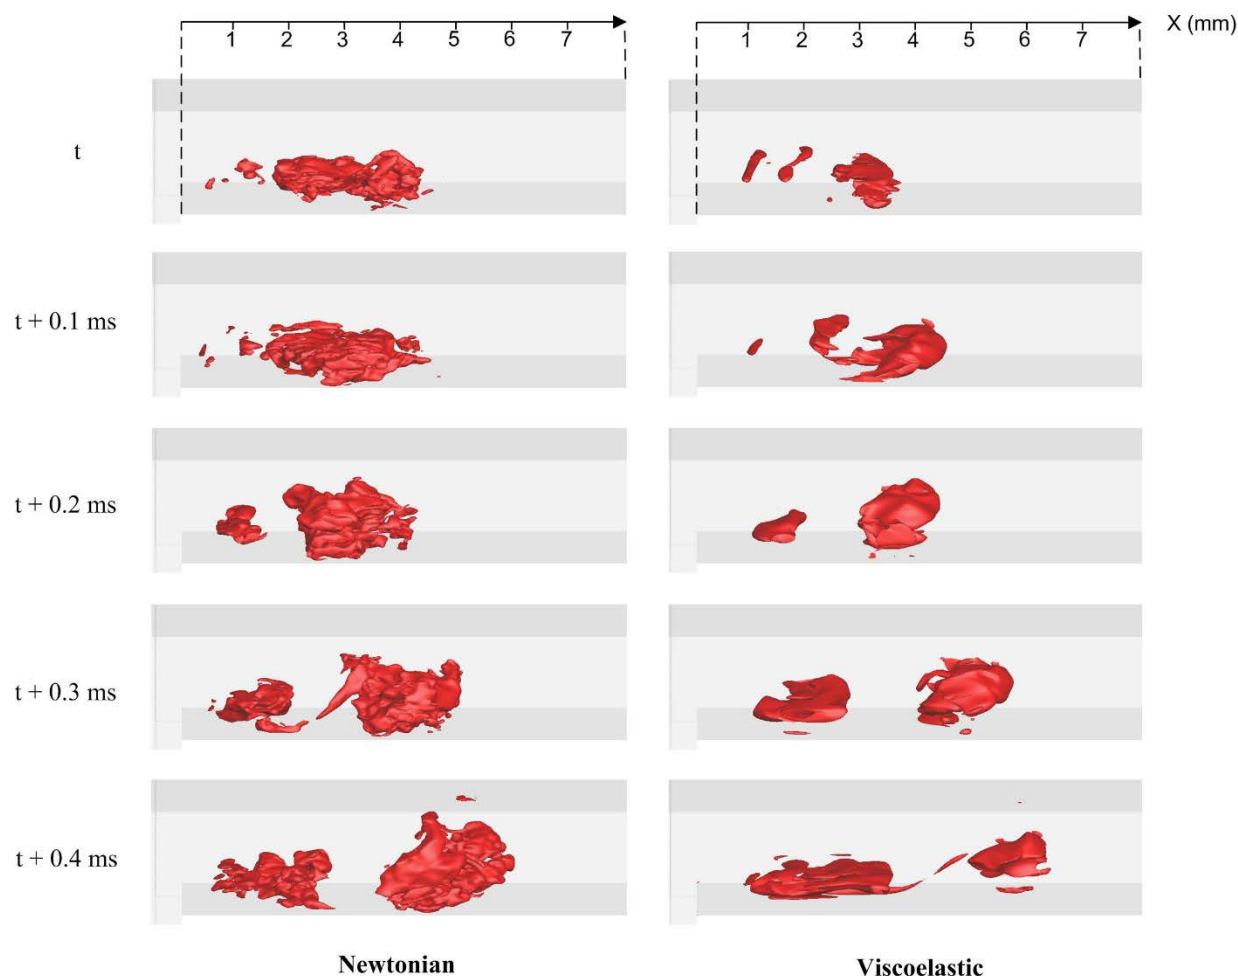 X (mm)
1 2 3 4 5 6 7
1 2 3 4 5 6 7
t
t + 0.1 ms
t + 0.2 ms
t + 0.3 ms
t + 0.4 ms
Newtonian
Viscoelastic